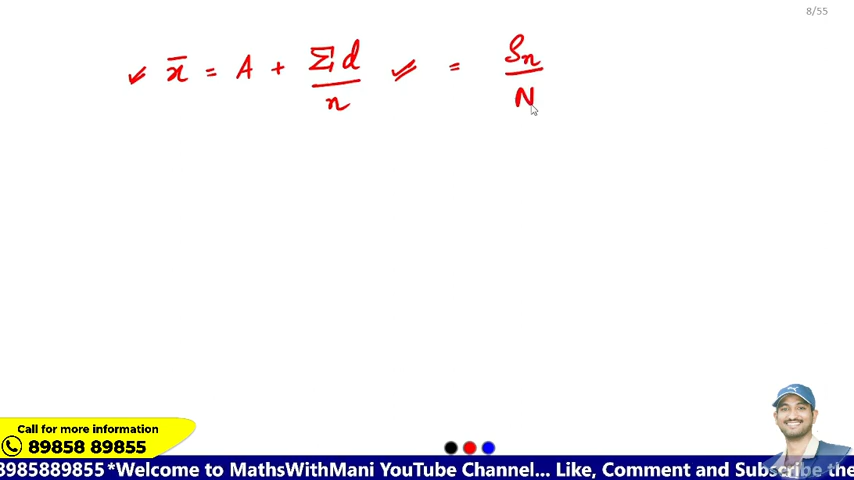 8/55
✓ x̄ = A + Σd/n ✓ = Sn/N
Call for more information
89858 89855
8985889855*Welcome to MathsWithMani YouTube Channel... Like, Comment and Subscribe the